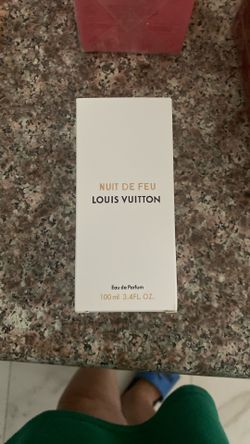 NUIT DE FEU
LOUIS VUITTON
Eau de Parfum
100 ml 3.4FL. OZ.